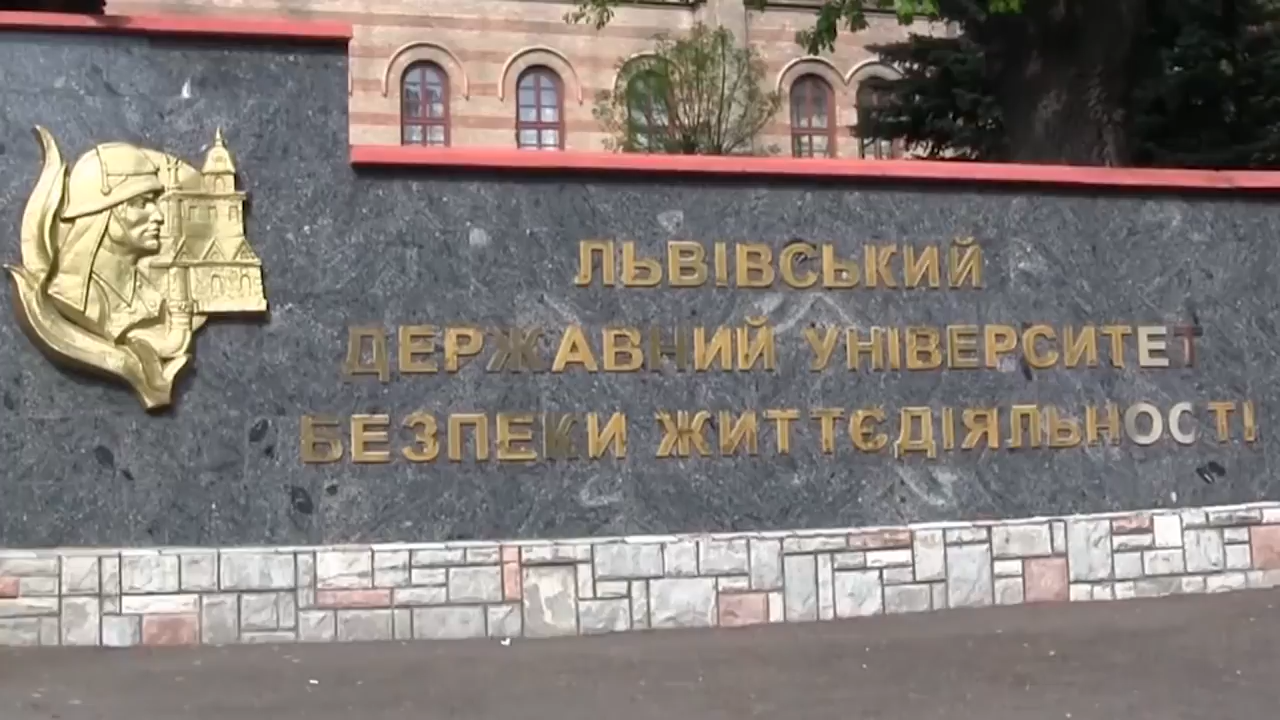 ЛЬВІВСЬКИЙ
ДЕРЖАВНИЙ УНІВЕРСИТЕТ
БЕЗПЕКИ ЖИТТЄДІЯЛЬНОСТІ